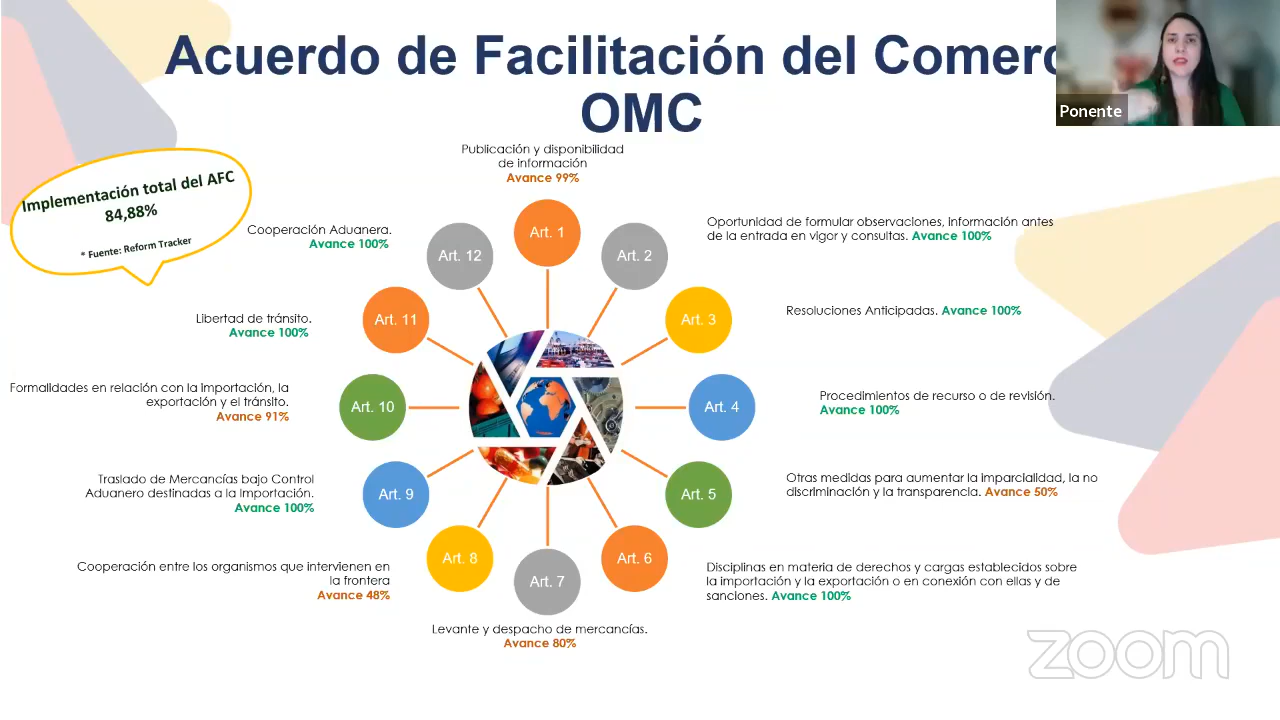 Acuerdo de Facilitación del Comerc
OMC
Ponente
Implementación total del AFC
84,88%
* Fuente: Reform Tracker
Publicación y disponibilidad
de información
Avance 99%
Art. 1
Oportunidad de formular observaciones, información antes
de la entrada en vigor y consultas. Avance 100%
Art. 2
Resoluciones Anticipadas. Avance 100%
Art. 3
Procedimientos de recurso o de revisión.
Avance 100%
Art. 4
Otras medidas para aumentar la imparcialidad, la no
discriminación y la transparencia. Avance 50%
Art. 5
Disciplinas en materia de derechos y cargas establecidos sobre
la importación y la exportación o en conexión con ellas y de
sanciones. Avance 100%
Art. 6
Art. 7
Levante y despacho de mercancías.
Avance 80%
Art. 8
Cooperación entre los organismos que intervienen en
la frontera
Avance 48%
Art. 9
Traslado de Mercancías bajo Control
Aduanero destinadas a la Importación.
Avance 100%
Art. 10
Formalidades en relación con la importación, la
exportación y el tránsito.
Avance 91%
Art. 11
Libertad de tránsito.
Avance 100%
Art. 12
Cooperación Aduanera.
Avance 100%
zoom